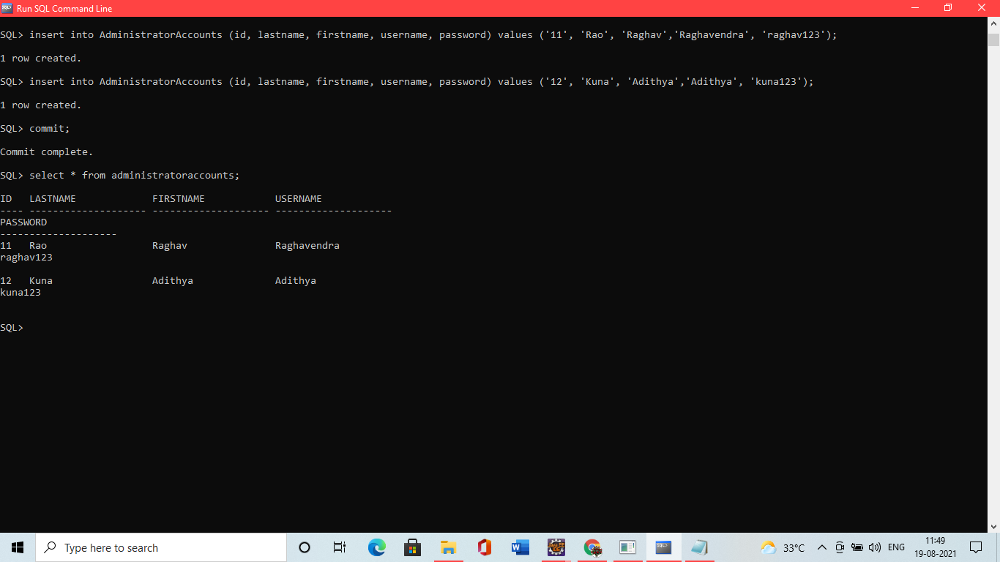 Run SQL Command Line
SQL> insert into AdministratorAccounts (id, lastname, firstname, username, password) values ('11', 'Rao', 'Raghav','Raghavendra', 'raghav123');
1 row created.
SQL> insert into AdministratorAccounts (id, lastname, firstname, username, password) values ('12', 'Kuna', 'Adithya','Adithya', 'kuna123');
1 row created.
SQL> commit;
Commit complete.
SQL> select * from administratoraccounts;
ID   LASTNAME             FIRSTNAME            USERNAME
---- -------------------- -------------------- --------------------
PASSWORD
--------------------
11   Rao                  Raghav               Raghavendra
raghav123
12   Kuna                 Adithya              Adithya
kuna123
SQL>
Type here to search
33°C
ENG
11:49
19-08-2021